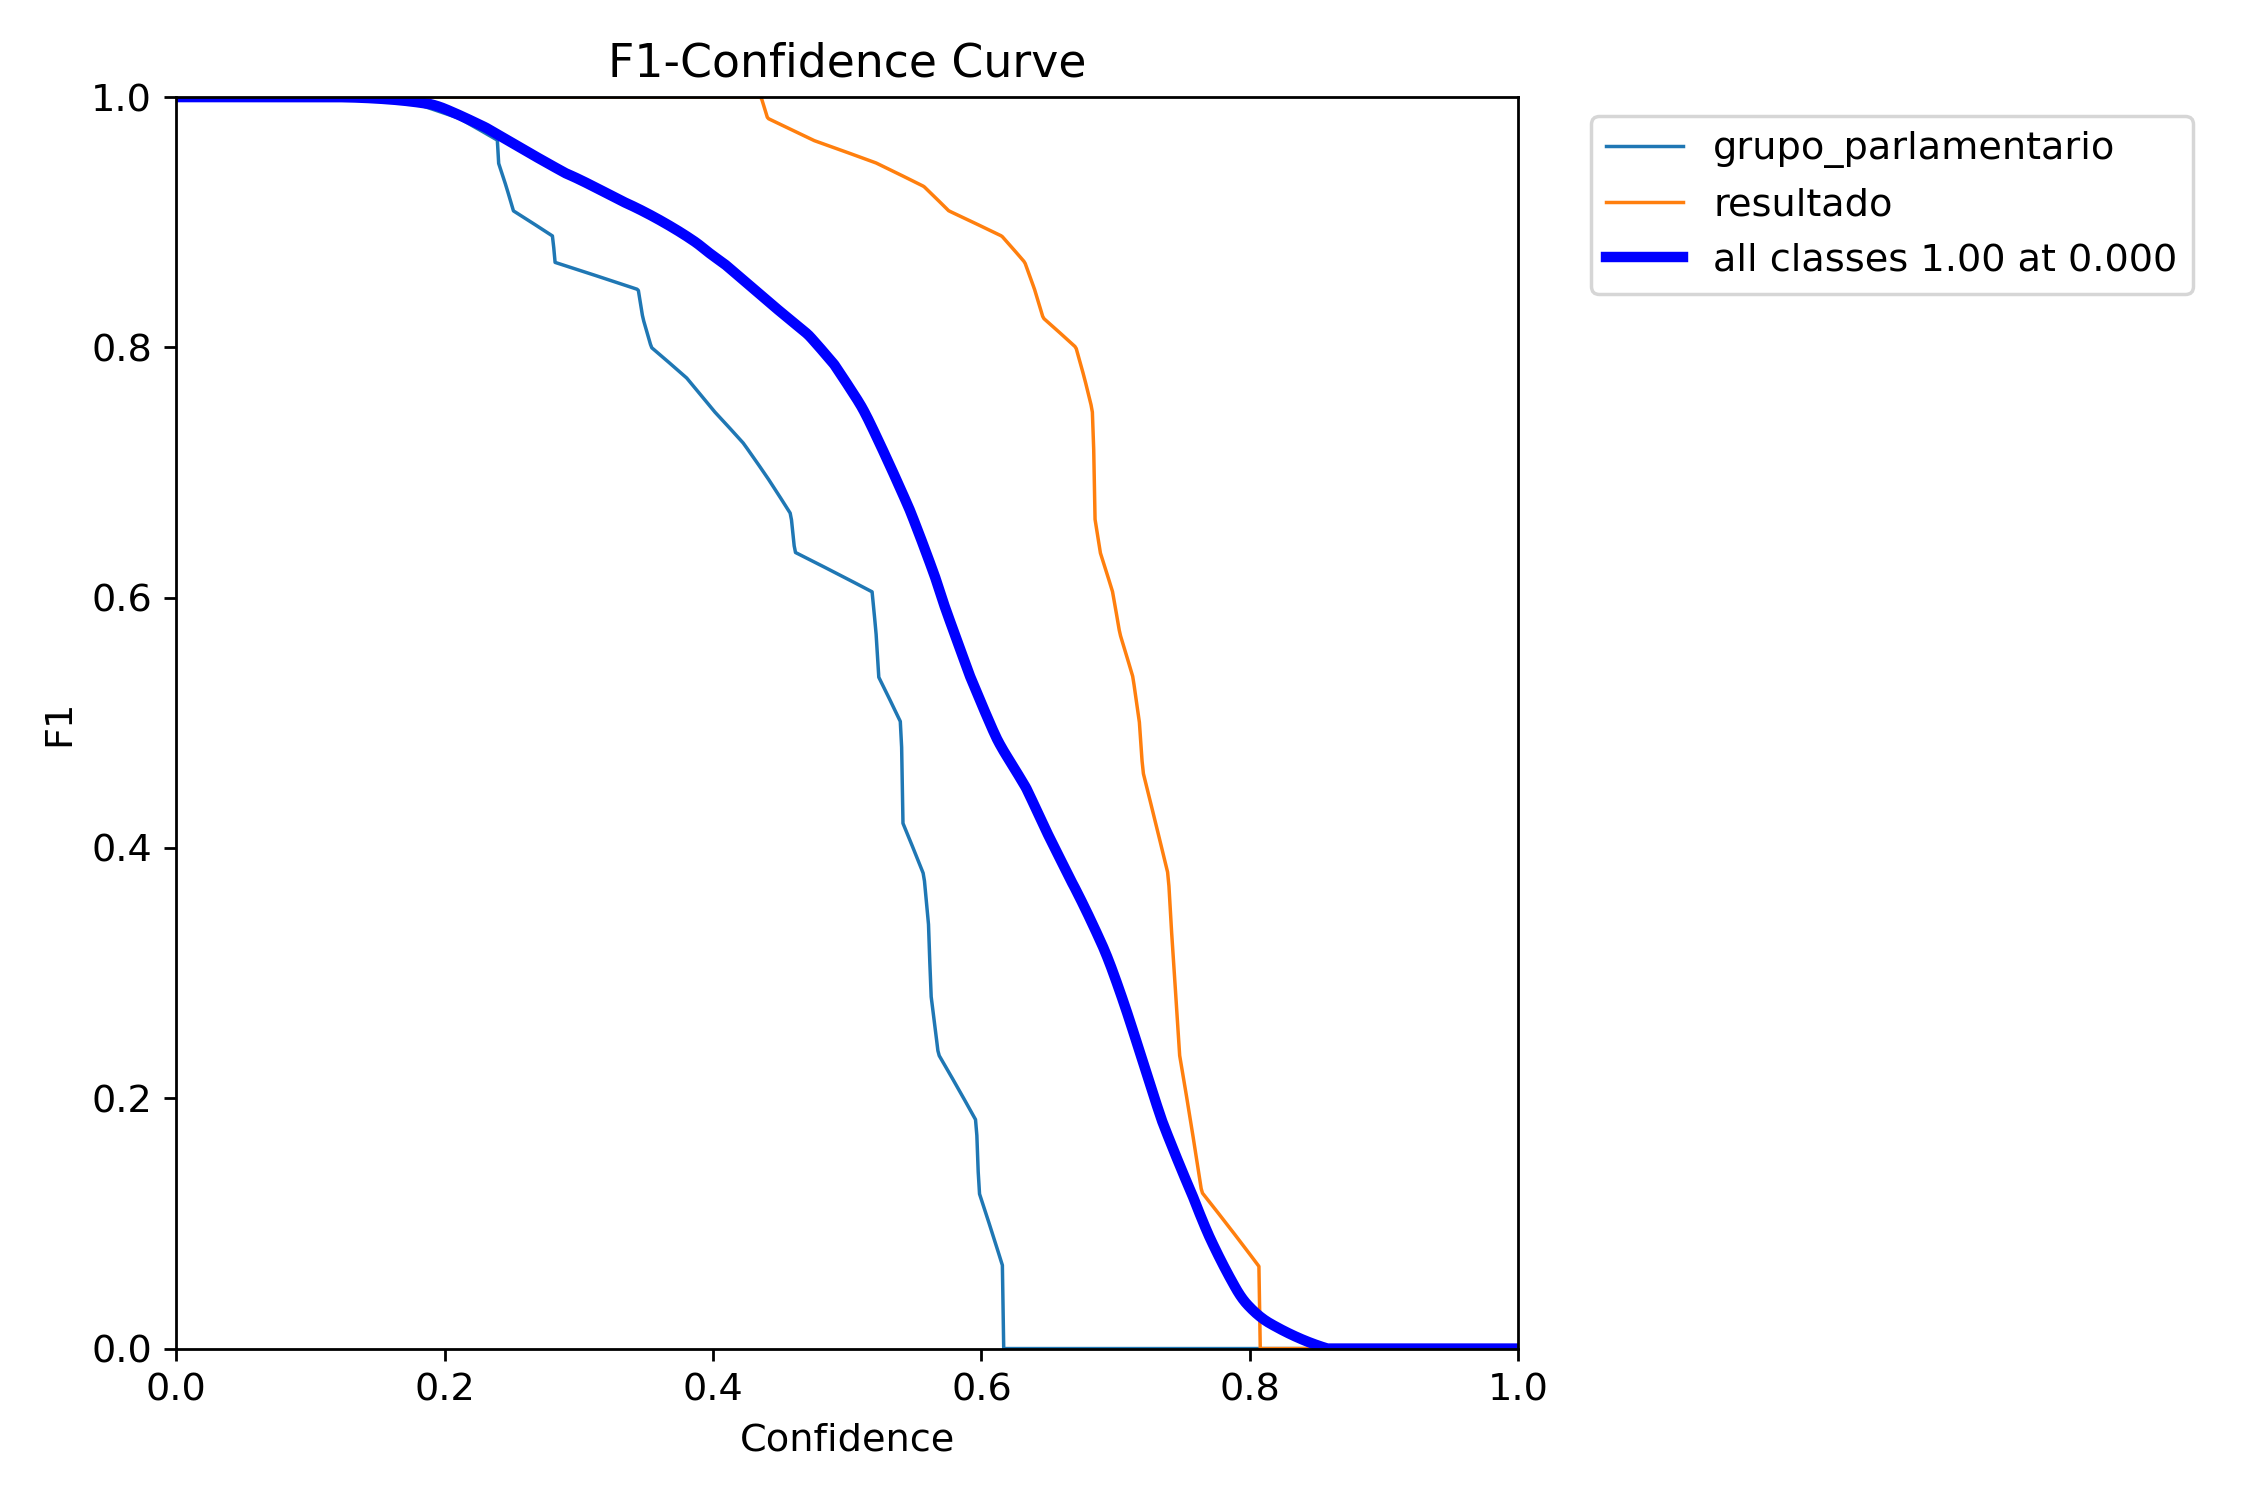 F1-Confidence Curve
1.0
0.8
0.6
0.4
0.2
0.0
F1
0.0 0.2 0.4 0.6 0.8 1.0
Confidence
grupo_parlamentario
resultado
all classes 1.00 at 0.000